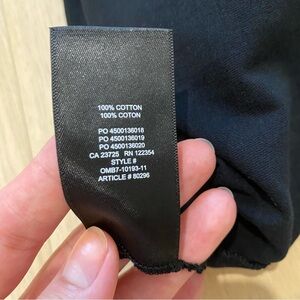 100% COTTON
100% COTON
PO 4500136018
PO 4500136019
PO 4500136020
CA 23725 RN 122354
STYLE #
OMB7-10193-11
ARTICLE # 80296